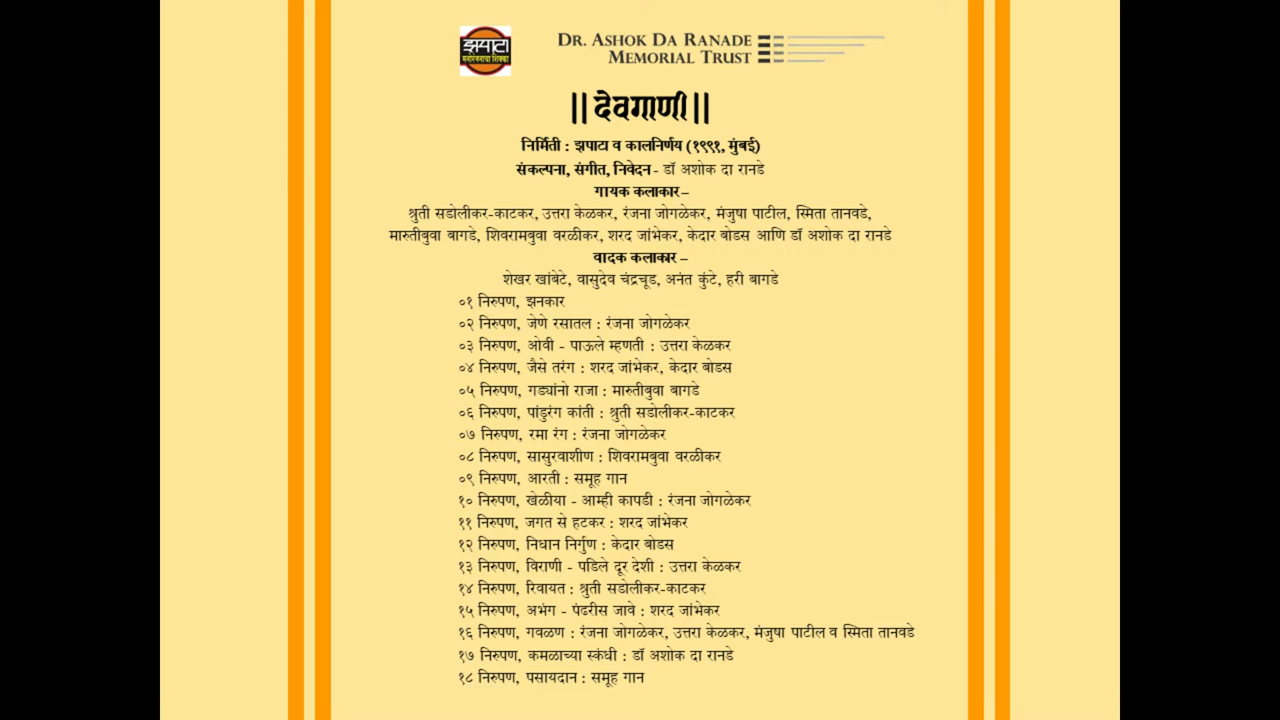 झपाटा
मनोरंजनाचा शिक्का
DR. ASHOK DA RANADE
MEMORIAL TRUST
||देवगाणी||
निर्मिती : झपाटा व कालनिर्णय (१९९१, मुंबई)
संकल्पना, संगीत, निवेदन - डॉ अशोक दा रानडे
गायक कलाकार –
श्रुती सडोलीकर-काटकर, उत्तरा केळकर, रंजना जोगळेकर, मंजुषा पाटील, स्मिता तानवडे,
मारुतीबुवा बागडे, शिवरामबुवा वरळीकर, शरद जांभेकर, केदार बोडस आणि डॉ अशोक दा रानडे
वादक कलाकार –
शेखर खांबेटे, वासुदेव चंद्रचूड, अनंत कुंटे, हरी बागडे
०१ निरुपण, झनकार
०२ निरुपण, जेणे रसातल : रंजना जोगळेकर
०३ निरुपण, ओवी - पाऊले म्हणती : उत्तरा केळकर
०४ निरुपण, जैसे तरंग : शरद जांभेकर, केदार बोडस
०५ निरुपण, गड्यांनो राजा : मारुतीबुवा बागडे
०६ निरुपण, पांडुरंग कांती : श्रुती सडोलीकर-काटकर
०७ निरुपण, रमा रंग : रंजना जोगळेकर
०८ निरुपण, सासुरवाशीण : शिवरामबुवा वरळीकर
०९ निरुपण, आरती : समूह गान
१० निरुपण, खेळीया - आम्ही कापडी : रंजना जोगळेकर
११ निरुपण, जगत से हटकर : शरद जांभेकर
१२ निरुपण, निधान निर्गुण : केदार बोडस
१३ निरुपण, विराणी - पडिले दूर देशी : उत्तरा केळकर
१४ निरुपण, रिवायत : श्रुती सडोलीकर-काटकर
१५ निरुपण, अभंग - पंढरीस जावे : शरद जांभेकर
१६ निरुपण, गवळण : रंजना जोगळेकर, उत्तरा केळकर, मंजुषा पाटील व स्मिता तानवडे
१७ निरुपण, कमळाच्या स्कंधी : डॉ अशोक दा रानडे
१८ निरुपण, पसायदान : समूह गान